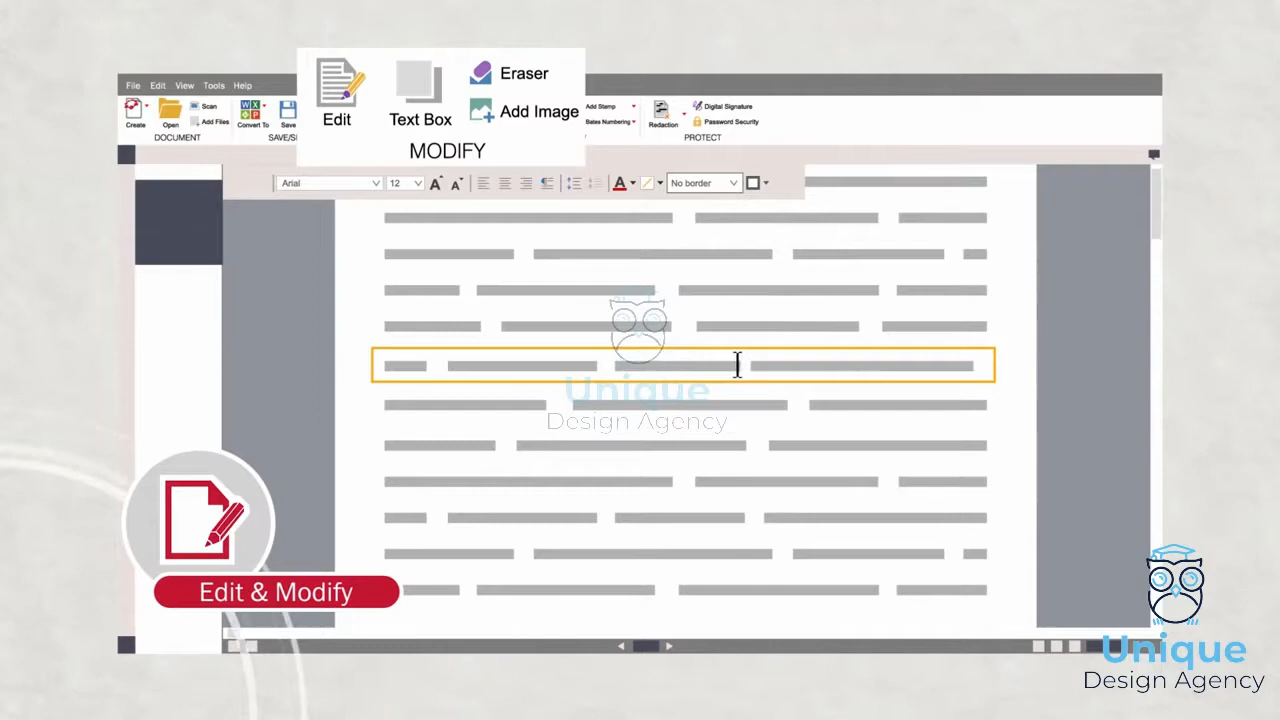 File Edit View Tools Help
Create
Open
Scan
Add Files
DOCUMENT
Convert To
Save
SAVE/S
Edit
Text Box
Eraser
Add Image
MODIFY
Add Stamp
Bates Numbering
Redaction
Digital Signature
Password Security
PROTECT
Arial 12 A A A No border
Unique
Design Agency
Edit & Modify
Unique
Design Agency